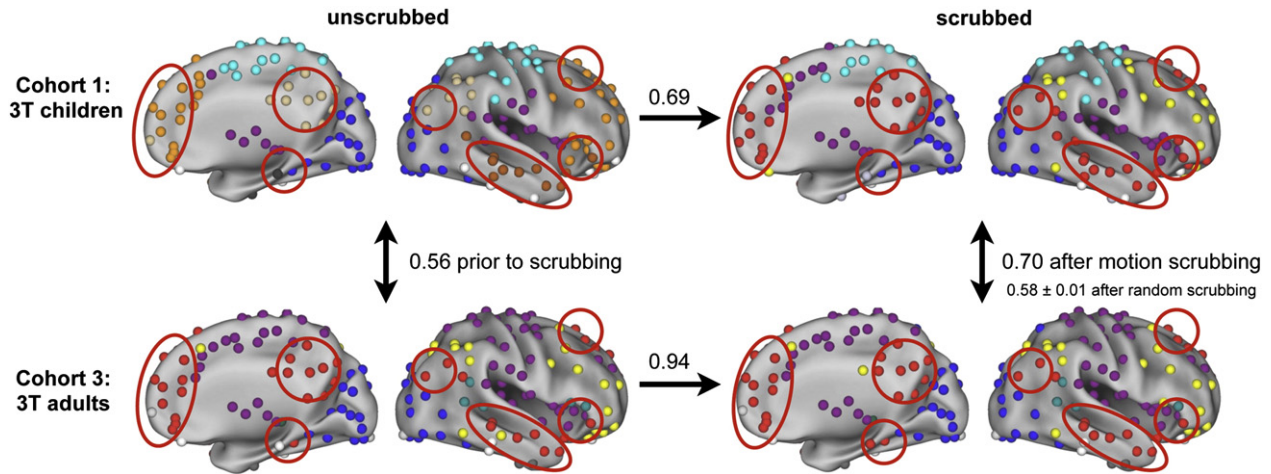 unscrubbed
scrubbed
Cohort 1:
3T children
0.69
0.56 prior to scrubbing
0.70 after motion scrubbing
0.58 ± 0.01 after random scrubbing
Cohort 3:
3T adults
0.94